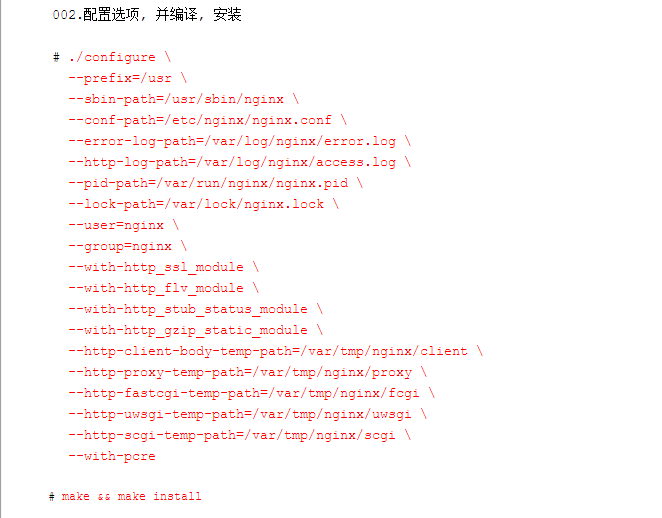 002.配置选项, 并编译, 安装
# ./configure \
--prefix=/usr \
--sbin-path=/usr/sbin/nginx \
--conf-path=/etc/nginx/nginx.conf \
--error-log-path=/var/log/nginx/error.log \
--http-log-path=/var/log/nginx/access.log \
--pid-path=/var/run/nginx/nginx.pid \
--lock-path=/var/lock/nginx.lock \
--user=nginx \
--group=nginx \
--with-http_ssl_module \
--with-http_flv_module \
--with-http_stub_status_module \
--with-http_gzip_static_module \
--http-client-body-temp-path=/var/tmp/nginx/client \
--http-proxy-temp-path=/var/tmp/nginx/proxy \
--http-fastcgi-temp-path=/var/tmp/nginx/fcgi \
--http-uwsgi-temp-path=/var/tmp/nginx/uwsgi \
--http-scgi-temp-path=/var/tmp/nginx/scgi \
--with-pcre
# make && make install